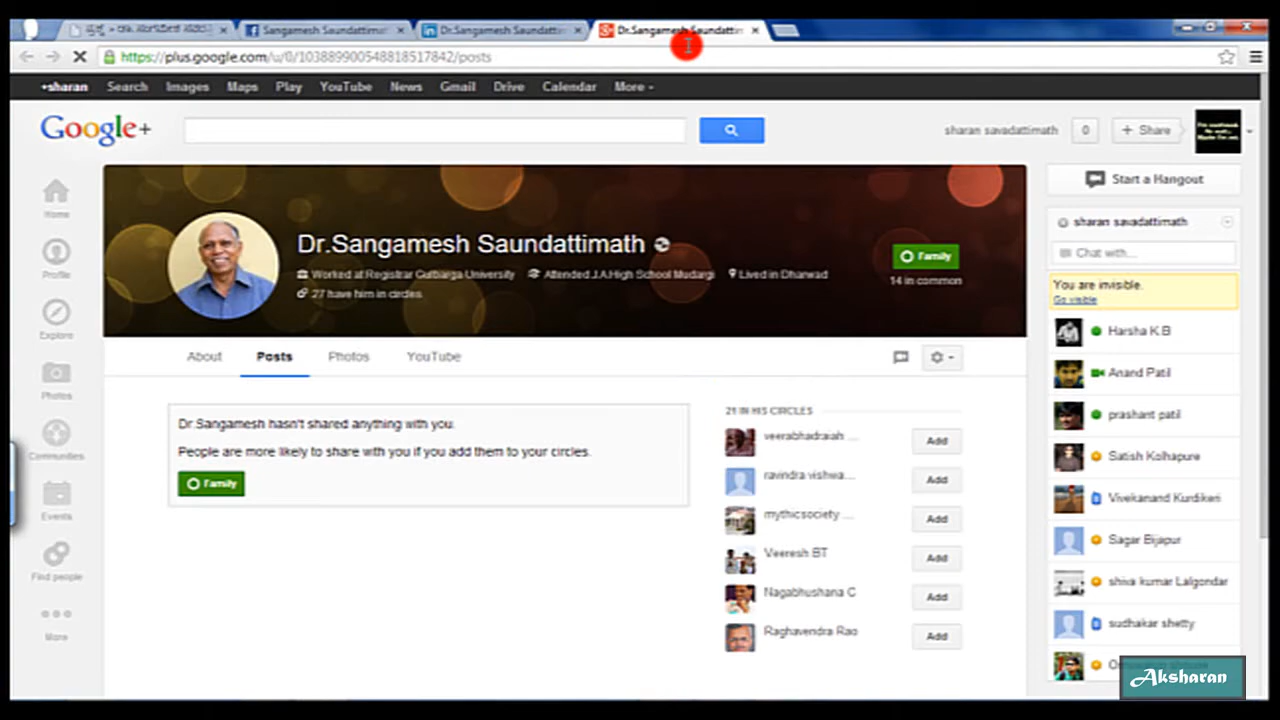 Sangamesh Saundattimat
Dr.Sangamesh Saundattim
Dr.Sangamesh Saundattim
https://plus.google.com/u/0/103889900548818517842/posts
+sharan Search Images Maps Play YouTube News Gmail Drive Calendar More
Google+
sharan savadattimath 0 + Share
Start a Hangout
Home
Profile
Explore
Photos
Communities
Events
Find people
More
Dr.Sangamesh Saundattimath
Worked at Registrar Gulbarga University Attended J.A.High School Mudargi Lived in Dharwad
27 have him in circles
Family
14 in common
About Posts Photos YouTube
Dr.Sangamesh hasn't shared anything with you.
People are more likely to share with you if you add them to your circles.
Family
21 IN HIS CIRCLES
veerabhadraiah ... Add
ravindra vishwa... Add
mythicsociety ... Add
Veeresh BT Add
Nagabhushana C Add
Raghavendra Rao Add
sharan savadattimath
Chat with...
You are invisible.
Go visible
Harsha K.B
Anand Patil
prashant patil
Satish Kolhapure
Vivekanand Kurdikeri
Sagar Bijapur
shiva kumar Lalgondar
sudhakar shetty
Aksharan